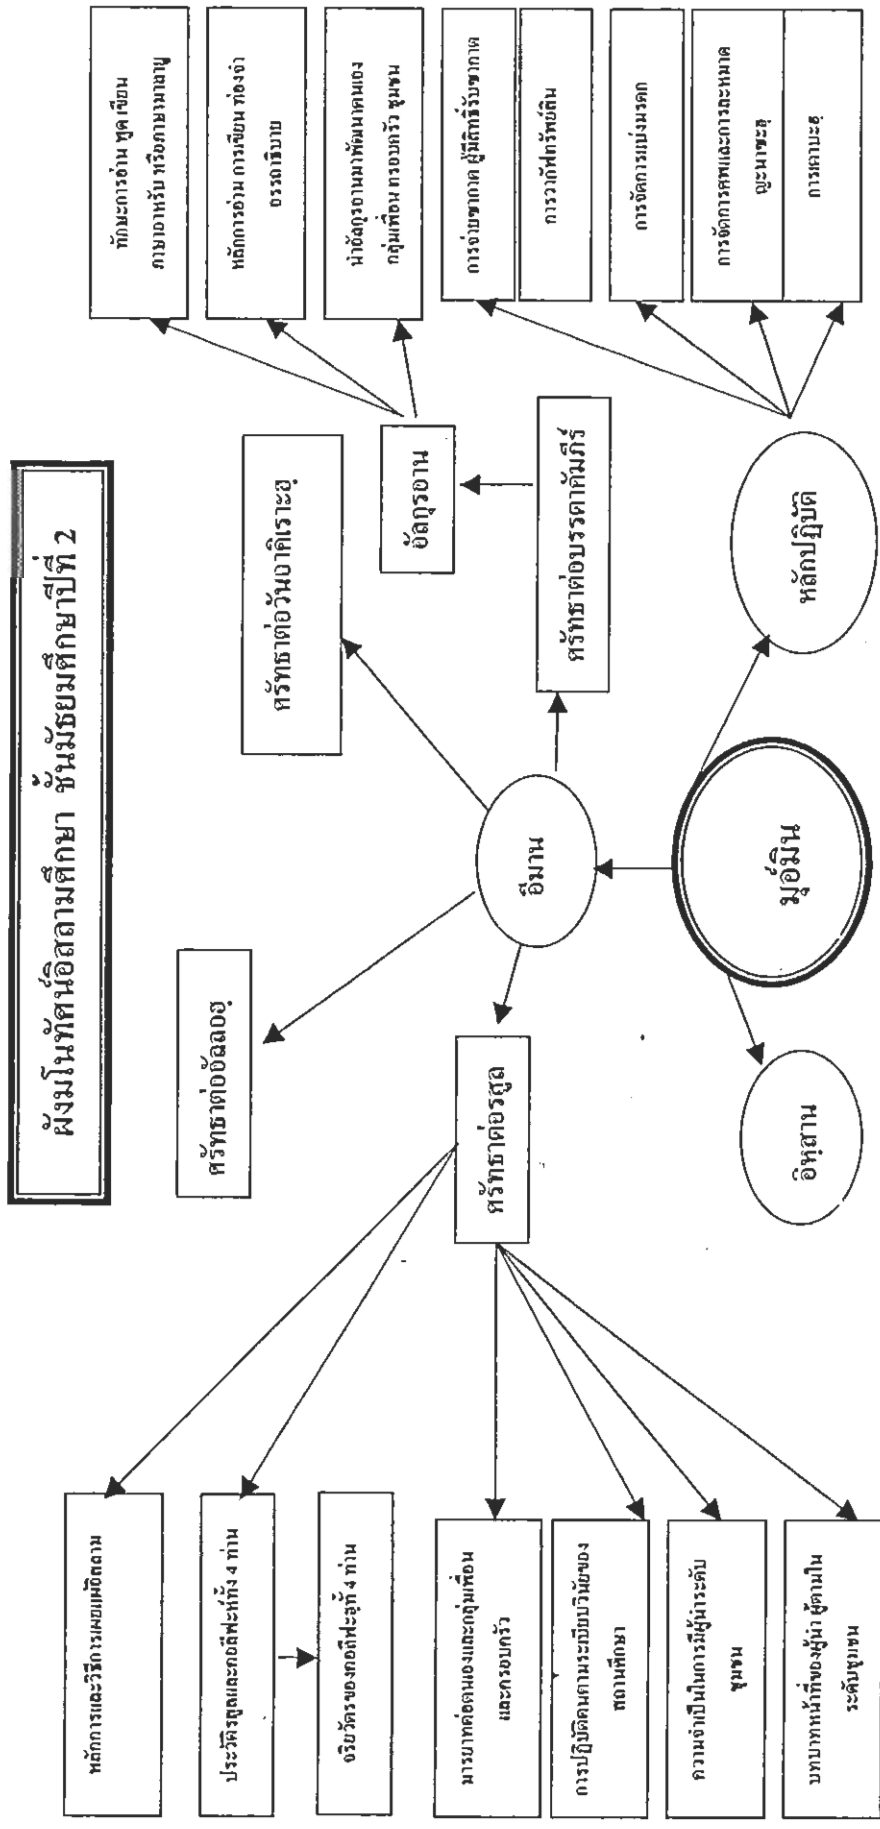 ผังมโนทัศน์อิสลามศึกษา ชั้นมัธยมศึกษาปีที่ 2
หลักการและวิธีการเผยแผ่อิสลาม
ประวัติรสูลและคอลีฟะห์ทั้ง 4 ท่าน
จริยวัตรของคอลีฟะฮฺทั้ 4 ท่าน
มารยาทต่อตนเองและกลุ่มเพื่อน
และครอบครัว
การปฏิบัติตนตามระเบียบวินัยของ
สถานศึกษา
ความจำเป็นในการมีผู้นำระดับ
ชุมชน
บทบาทหน้าที่ของผู้นำ ผู้ตามใน
ระดับชุมชน
ศรัทธาต่ออัลลอฮฺ
ศรัทธาต่อรสูล
อิหฺสาน
ศรัทธาต่อวันอาคิเราะฮฺ
อีมาน
มุอ์มิน
อัลกุรอาน
ศรัทธาต่อบรรดาคัมภีร์
หลักปฏิบัติ
ทักษะการอ่าน พูด เขียน
ภาษาอาหรับ หรือภาษามลายู
หลักการอ่าน การเขียน ท่องจำ
อรรถาธิบาย
นำอัลกุรอานมาพัฒนาตนเอง
กลุ่มเพื่อน ครอบครัว ชุมชน
การจ่ายซากาต ผู้มีสิทธิ์รับซากาต
การวากัฟทรัพย์สิน
การจัดการแบ่งมรดก
การจัดการศพและการละหมาด
ญะนาซะฮฺ
การเตาบะฮฺ